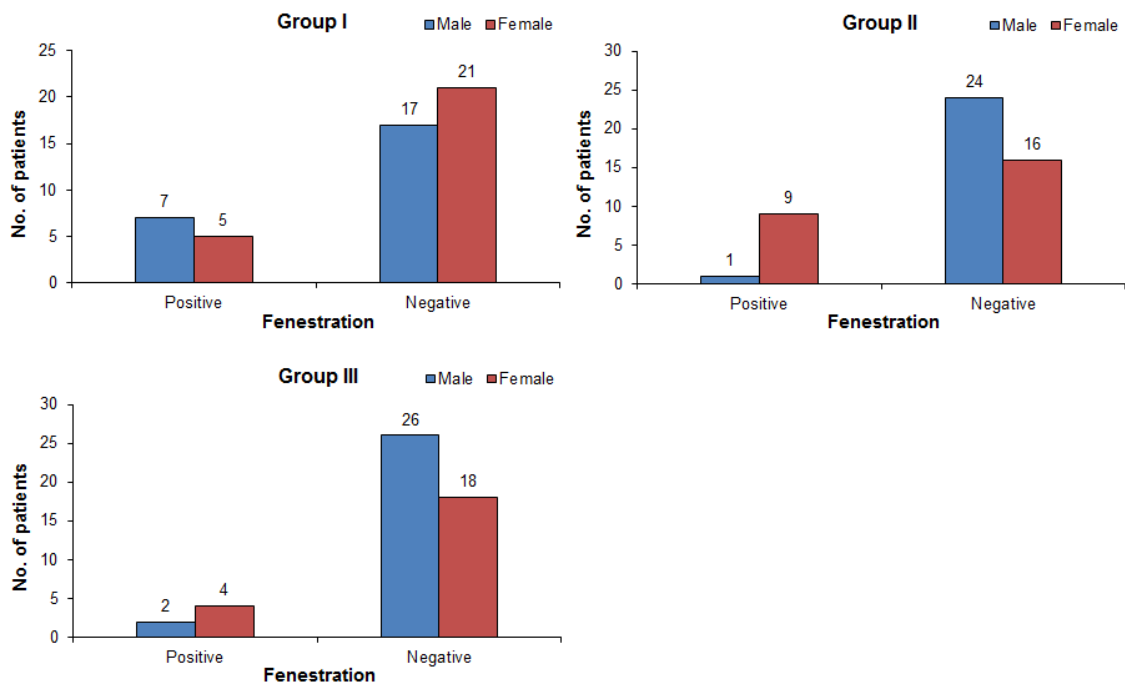 Group I
Male Female
25
20
15
10
5
0
7
5
17
21
Positive Negative
No. of patients
Fenestration
Group II
Male Female
30
25
20
15
10
5
0
1
9
24
16
Positive Negative
No. of patients
Fenestration
Group III
Male Female
30
25
20
15
10
5
0
2
4
26
18
Positive Negative
No. of patients
Fenestration